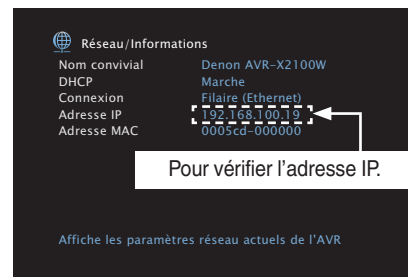 Réseau/Informations
Nom convivial Denon AVR-X2100W
DHCP Marche
Connexion Filaire (Ethernet)
Adresse IP 192.168.100.19
Adresse MAC 0005cd-000000
Pour vérifier l'adresse IP.
Affiche les paramètres réseau actuels de l'AVR